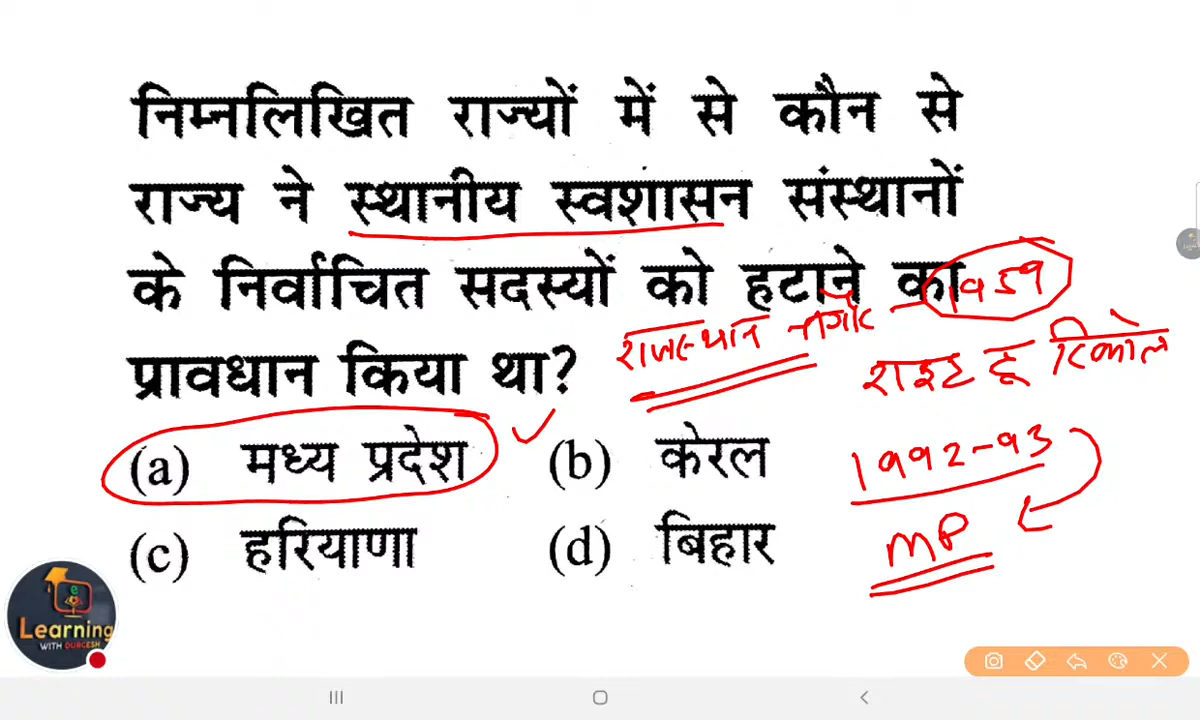 निम्नलिखित राज्यों में से कौन से
राज्य ने स्थानीय स्वशासन संस्थानों
के निर्वाचित सदस्यों को हटाने का
1959
राजस्थान नागौर
प्रावधान किया था?
राइट टू रिकॉल
(a) मध्य प्रदेश (b) केरल
1992-93
(c) हरियाणा (d) बिहार
MP
e
Learning
WITH DURGESH